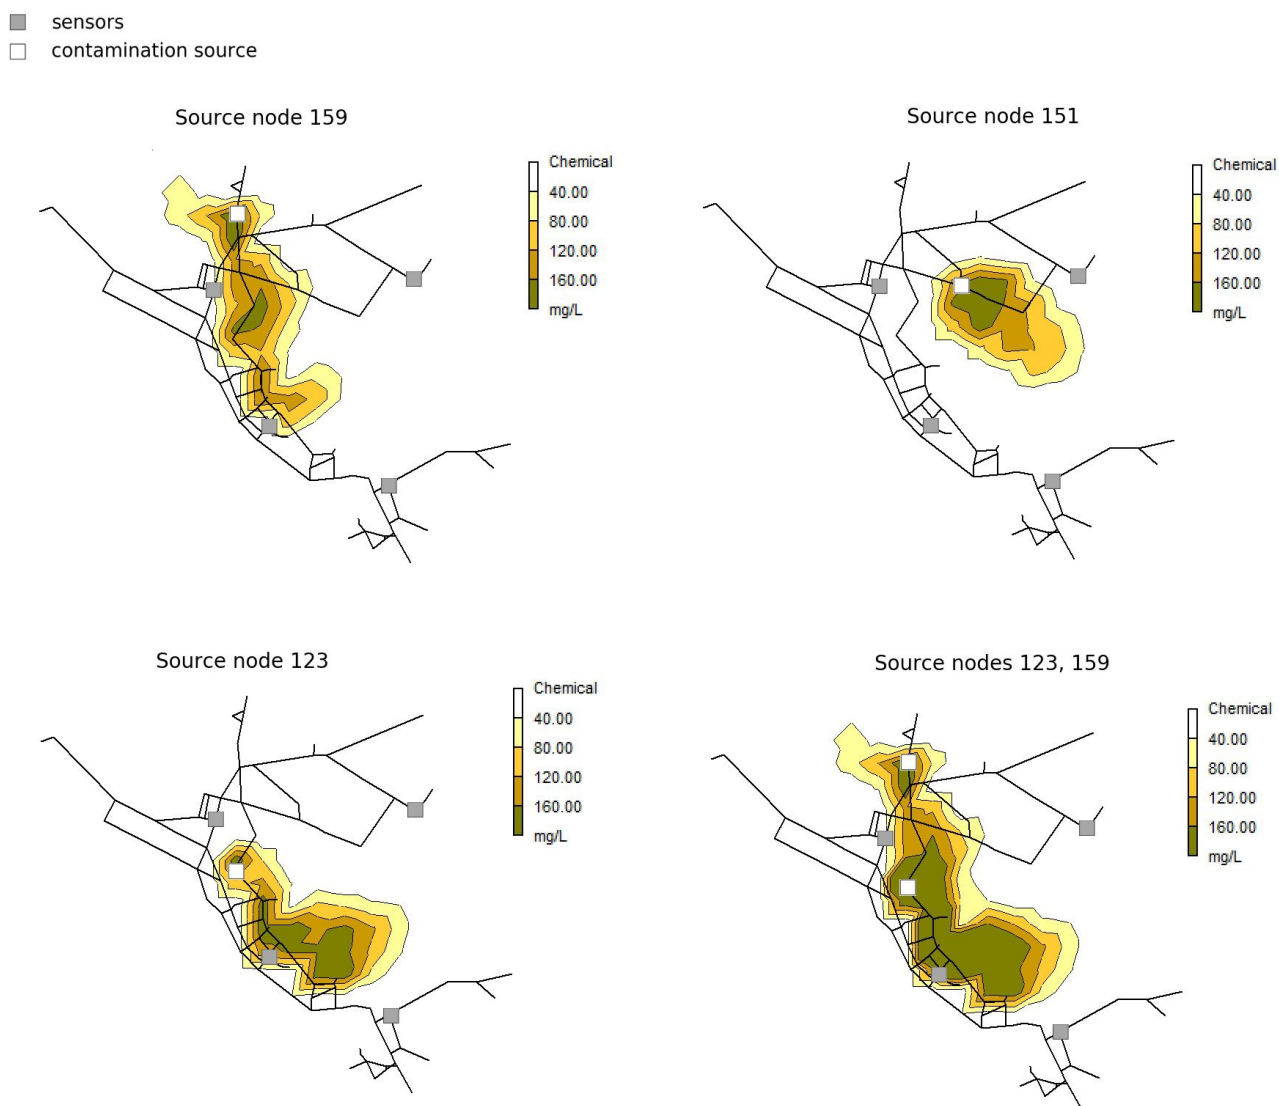 sensors
contamination source
Source node 159
Chemical
40.00
80.00
120.00
160.00
mg/L
Source node 151
Chemical
40.00
80.00
120.00
160.00
mg/L
Source node 123
Chemical
40.00
80.00
120.00
160.00
mg/L
Source nodes 123, 159
Chemical
40.00
80.00
120.00
160.00
mg/L